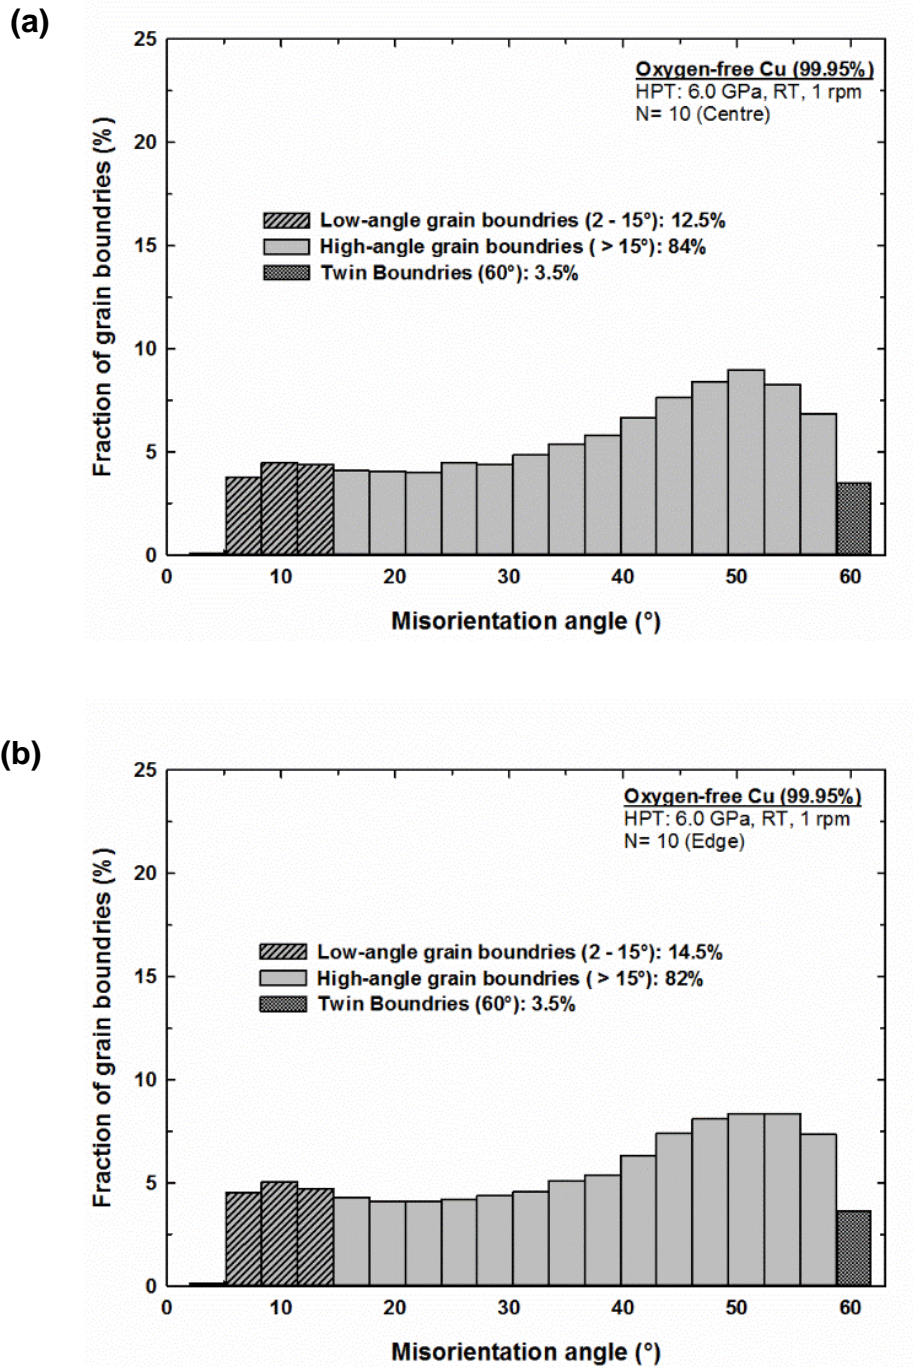 (a)
25
20
15
10
5
0
Fraction of grain boundries (%)
Oxygen-free Cu (99.95%)
HPT: 6.0 GPa, RT, 1 rpm
N= 10 (Centre)
Low-angle grain boundries (2 - 15°): 12.5%
High-angle grain boundries ( > 15°): 84%
Twin Boundries (60°): 3.5%
0 10 20 30 40 50 60
Misorientation angle (°)
(b)
25
20
15
10
5
0
Fraction of grain boundries (%)
Oxygen-free Cu (99.95%)
HPT: 6.0 GPa, RT, 1 rpm
N= 10 (Edge)
Low-angle grain boundries (2 - 15°): 14.5%
High-angle grain boundries ( > 15°): 82%
Twin Boundries (60°): 3.5%
0 10 20 30 40 50 60
Misorientation angle (°)